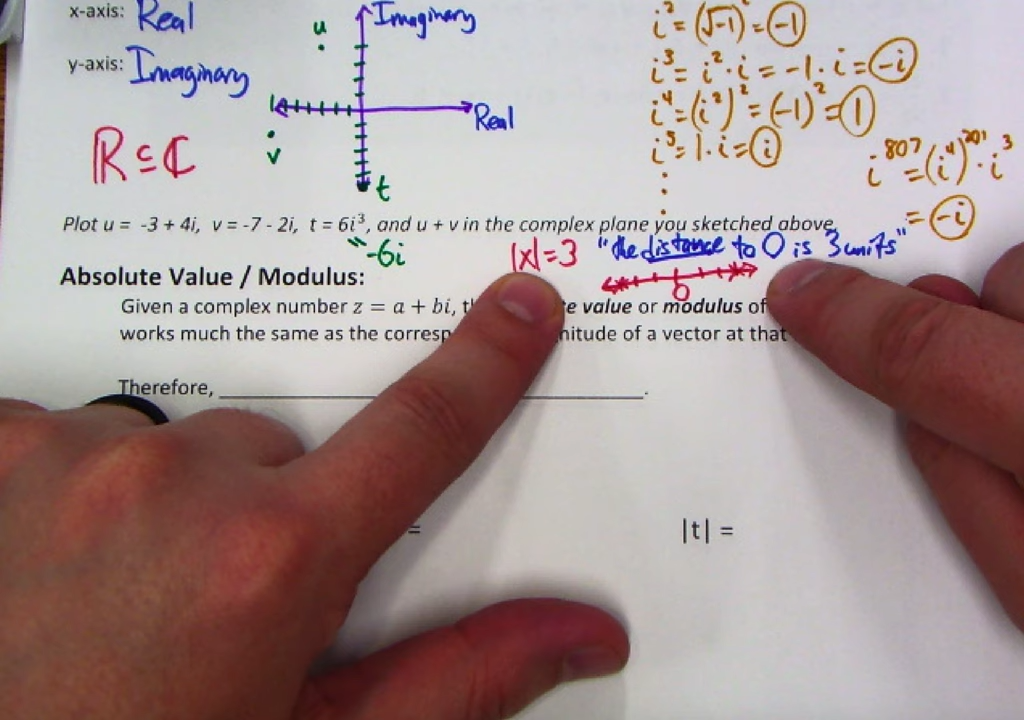 x-axis: Real
y-axis: Imaginary
u
Imaginary
Real
v
t
ℝ ⊆ ℂ
i² = (√-1)² = -1
i³ = i² · i = -1 · i = -i
i⁴ = (i²)² = (-1)² = 1
i⁵ = 1 · i = i
⋮
i⁸⁰⁷ = (i⁴)²⁰¹ · i³
= -i
Plot u = -3 + 4i, v = -7 - 2i, t = 6i³, and u + v in the complex plane you sketched above.
-6i
|x| = 3 "the distance to 0 is 3 units"
0
Absolute Value / Modulus:
Given a complex number z = a + bi, value or modulus of
works much the same as the of a vector at that
Therefore,
=
|t| =